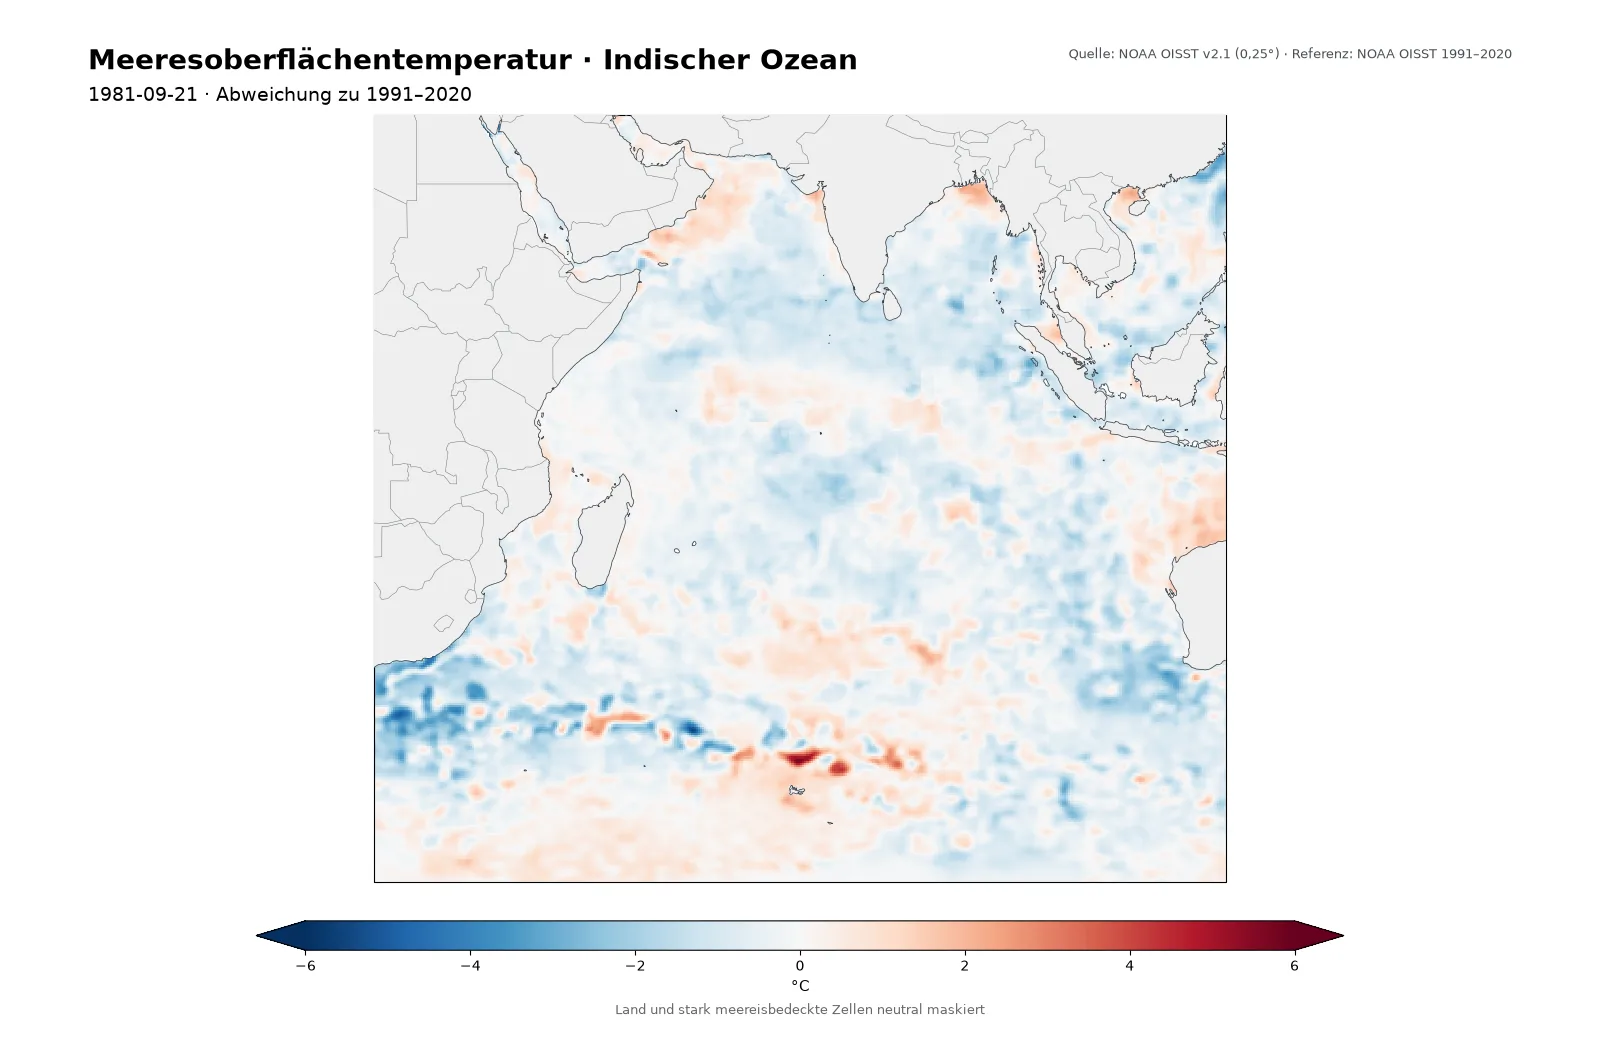 Meeresoberflächentemperatur · Indischer Ozean
Quelle: NOAA OISST v2.1 (0,25°) · Referenz: NOAA OISST 1991–2020
1981-09-21 · Abweichung zu 1991–2020
−6 −4 −2 0 2 4 6
°C
Land und stark meereisbedeckte Zellen neutral maskiert